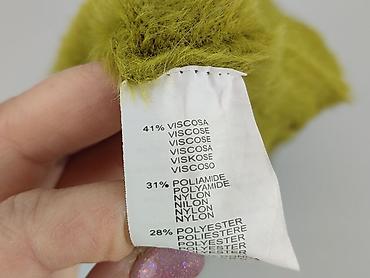 41% VISCOSA
VISCOSE
VISCOSE
VISCOSA
VISKOSE
VISCOSO
31% POLIAMIDE
POLYAMIDE
NYLON
NILON
NYLON
NYLON
28% POLYESTER
POLIESTERE
POLYESTER
POLYESTER